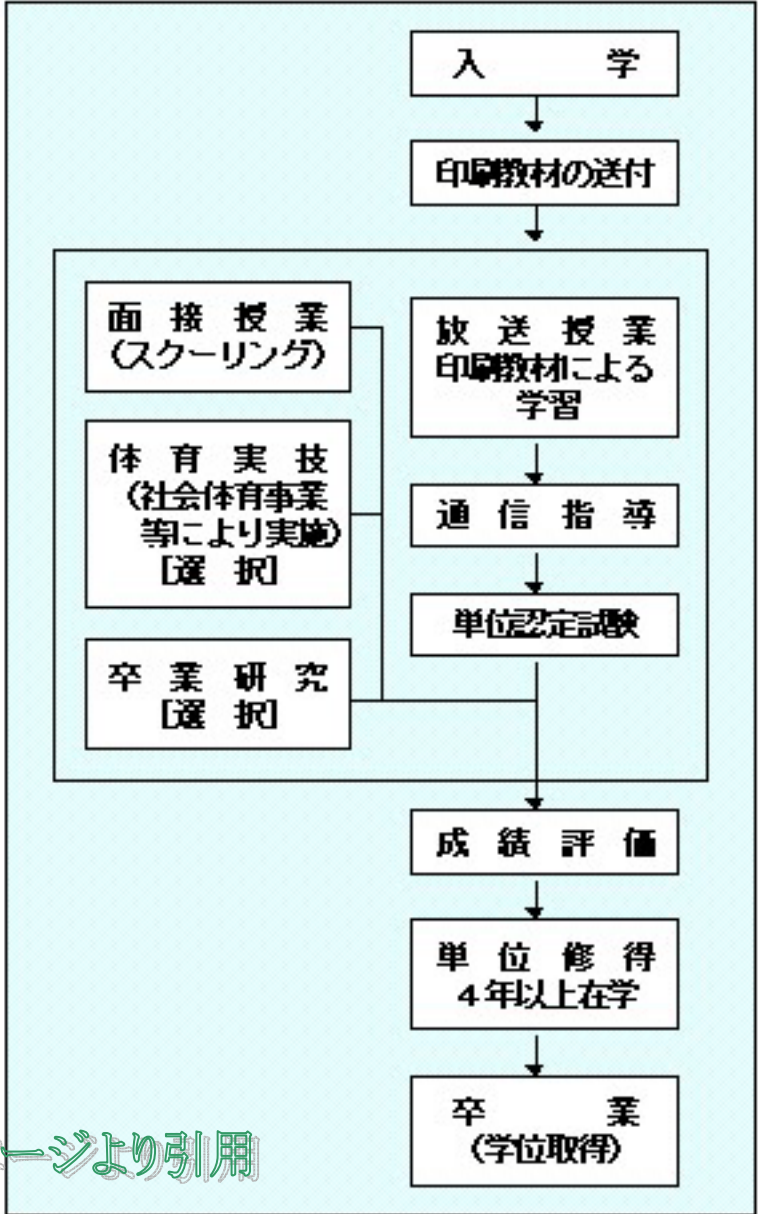 入 学
印刷教材の送付
面接授業
(スクーリング)
体育実技
(社会体育事業
等により実施)
[選 択]
卒業研究
[選 択]
放送授業
印刷教材による
学習
通信指導
単位認定試験
成績評価
単位修得
4年以上在学
卒 業
(学位取得)
ージより引用